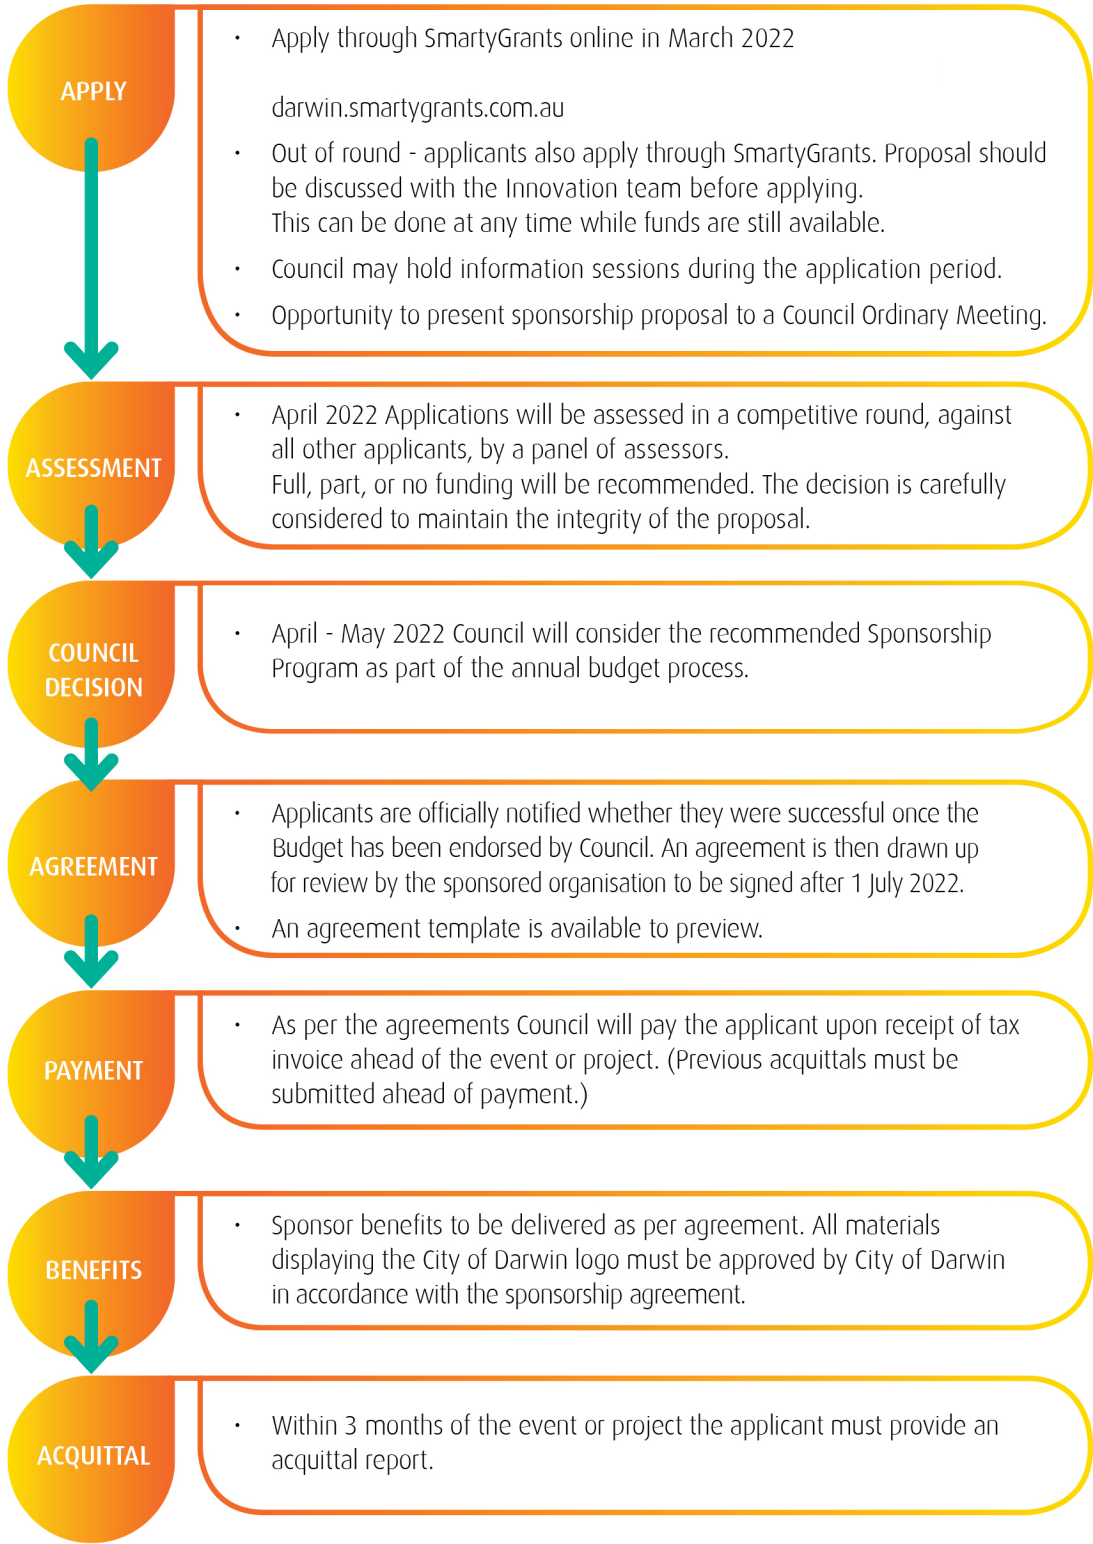 APPLY
• Apply through SmartyGrants online in March 2022
darwin.smartygrants.com.au
• Out of round - applicants also apply through SmartyGrants. Proposal should
be discussed with the Innovation team before applying.
This can be done at any time while funds are still available.
• Council may hold information sessions during the application period.
• Opportunity to present sponsorship proposal to a Council Ordinary Meeting.
ASSESSMENT
• April 2022 Applications will be assessed in a competitive round, against
all other applicants, by a panel of assessors.
Full, part, or no funding will be recommended. The decision is carefully
considered to maintain the integrity of the proposal.
COUNCIL
DECISION
• April - May 2022 Council will consider the recommended Sponsorship
Program as part of the annual budget process.
AGREEMENT
• Applicants are officially notified whether they were successful once the
Budget has been endorsed by Council. An agreement is then drawn up
for review by the sponsored organisation to be signed after 1 July 2022.
• An agreement template is available to preview.
PAYMENT
• As per the agreements Council will pay the applicant upon receipt of tax
invoice ahead of the event or project. (Previous acquittals must be
submitted ahead of payment.)
BENEFITS
• Sponsor benefits to be delivered as per agreement. All materials
displaying the City of Darwin logo must be approved by City of Darwin
in accordance with the sponsorship agreement.
ACQUITTAL
• Within 3 months of the event or project the applicant must provide an
acquittal report.